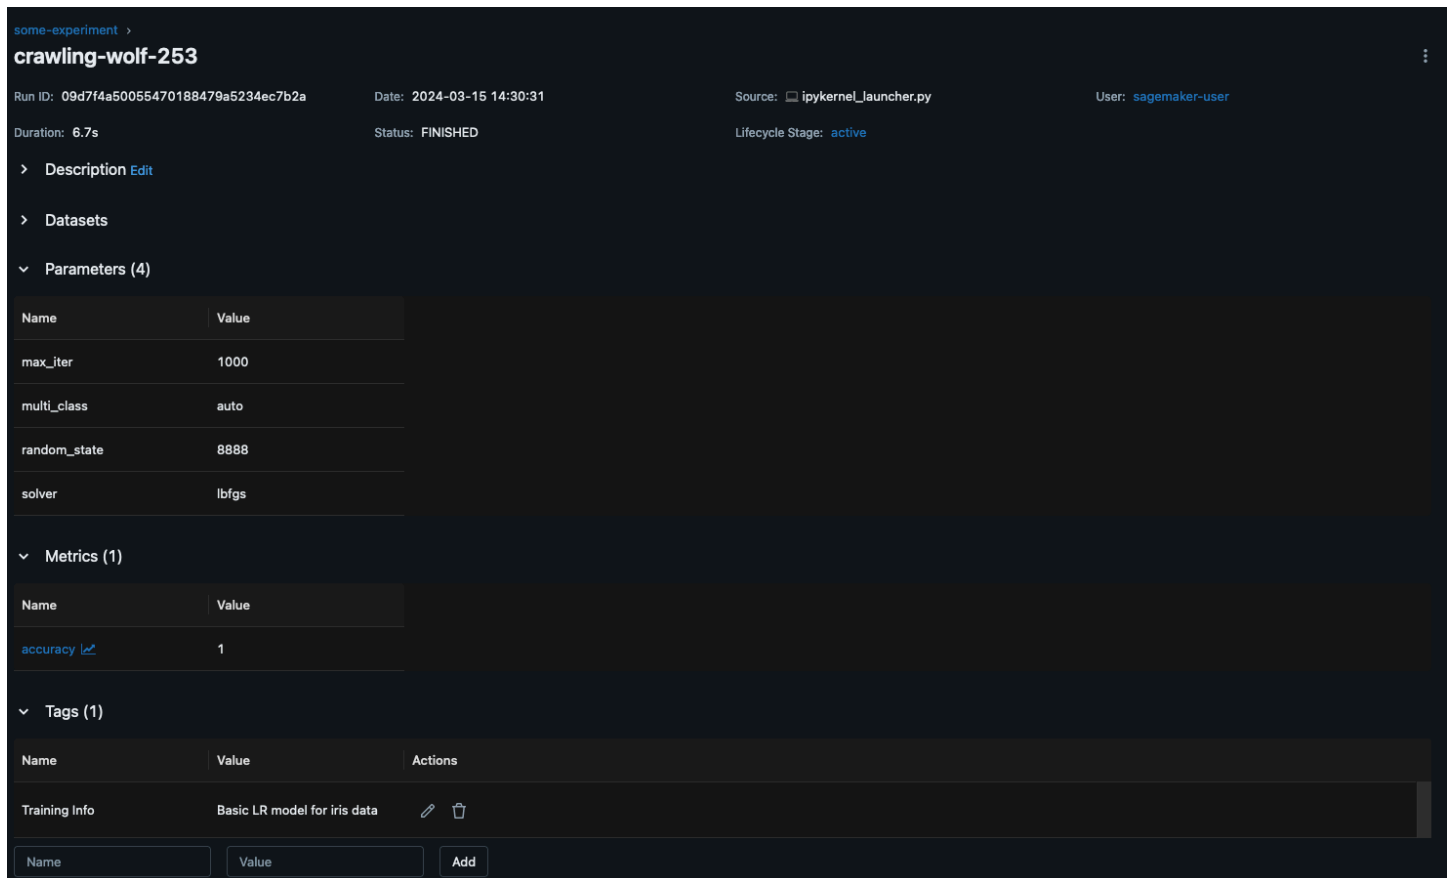 some-experiment ›
crawling-wolf-253
Run ID: 09d7f4a50055470188479a5234ec7b2a Date: 2024-03-15 14:30:31 Source: ipykernel_launcher.py User: sagemaker-user
Duration: 6.7s Status: FINISHED Lifecycle Stage: active
Description Edit
Datasets
Parameters (4)
Name Value
max_iter 1000
multi_class auto
random_state 8888
solver lbfgs
Metrics (1)
Name Value
accuracy 1
Tags (1)
Name Value Actions
Training Info Basic LR model for iris data
Name Value Add